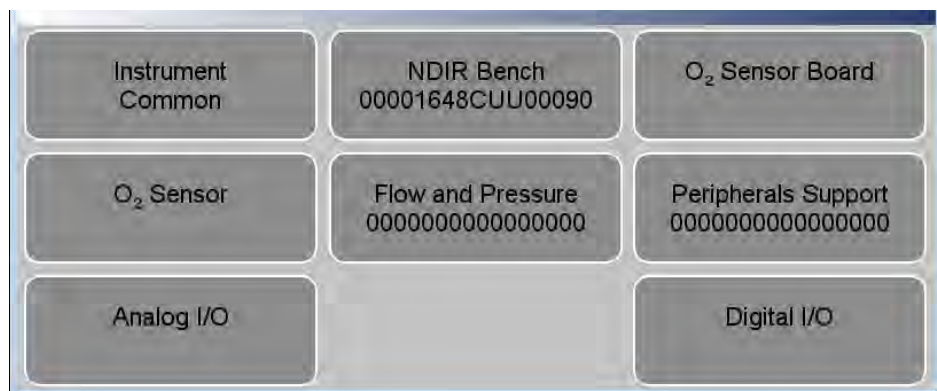 Instrument
Common
NDIR Bench
00001648CUU00090
O₂ Sensor Board
O₂ Sensor
Flow and Pressure
0000000000000000
Peripherals Support
0000000000000000
Analog I/O
Digital I/O